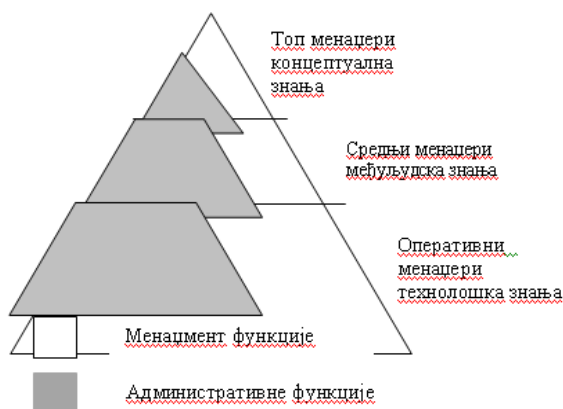 Топ менаџери
концептуална
знања
Средњи менаџери
међуљудска знања
Оперативни
менаџери
технолошка знања
Менаџмент функције
Административне функције